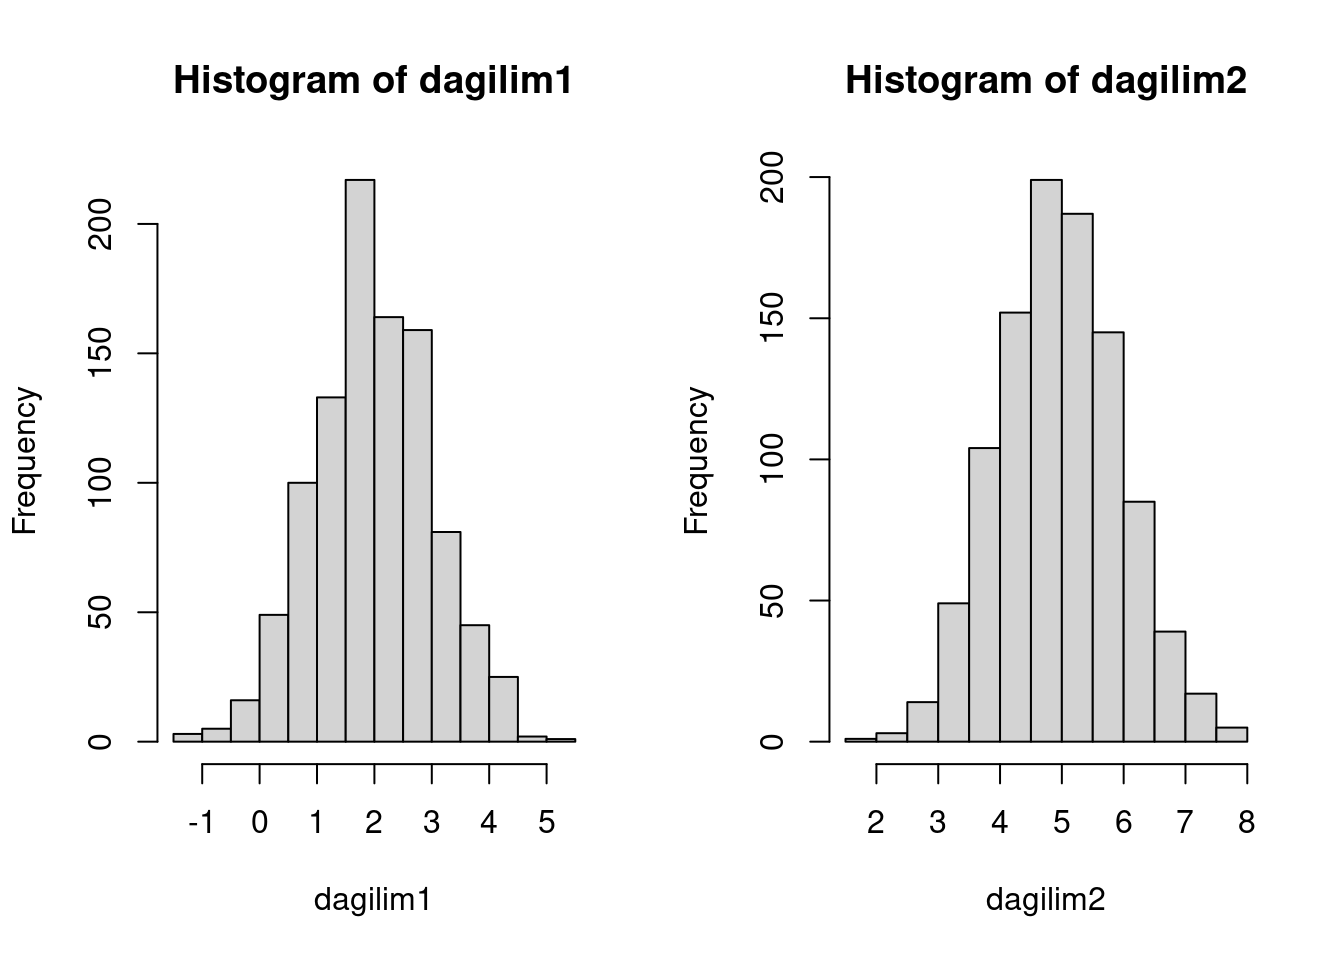 Histogram of dagilim1
Frequency
200
150
100
50
0
-1 0 1 2 3 4 5
dagilim1
Histogram of dagilim2
Frequency
200
150
100
50
0
2 3 4 5 6 7 8
dagilim2